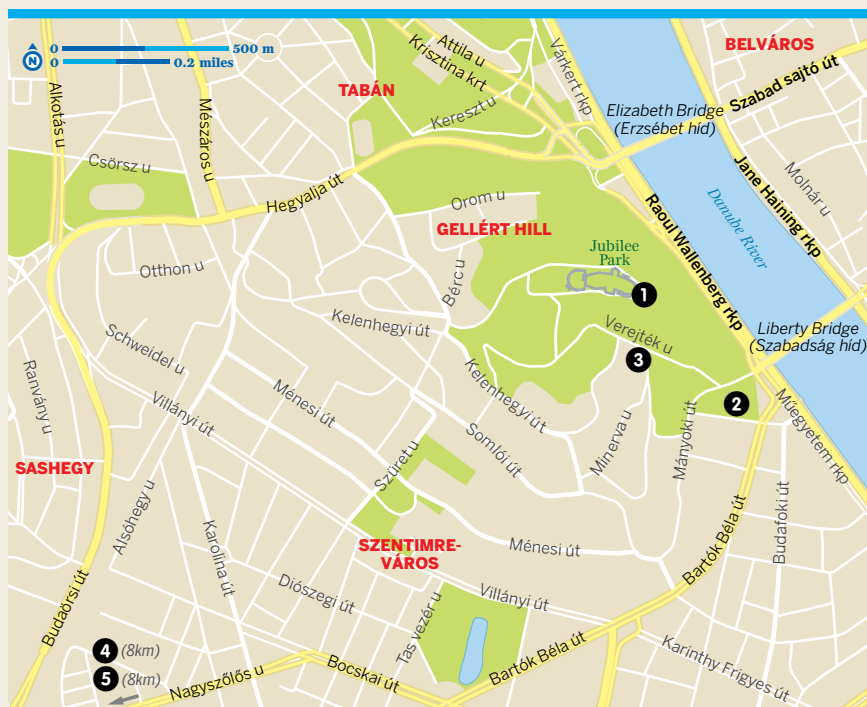 0 500 m
N
0 0.2 miles
Attila u
Krisztina krt
Várkert rkp
BELVÁROS
Szabad sajtó út
Alkotás u
Mészáros u
TABÁN
Kereszt u
Elizabeth Bridge
(Erzsébet híd)
Csörsz u
Jane Haining rkp
Molnár u
Hegyalja út
Orom u
GELLÉRT HILL
Raoul Wallenberg rkp
Danube River
Jubilee
Park
Otthon u
Bérc u
1
Kelenhegyi út
Verejték u
Liberty Bridge
(Szabadság híd)
Schweidel u
3
Ranvány u
Villányi út
Ménesi út
Kelenhegyi út
Somlói út
Minerva u
Mányoki út
2
Műegyetem rkp
SASHEGY
Szüret u
Alsóhegy u
Karolina út
SZENTIMRE-
VÁROS
Ménesi út
Bartók Béla út
Budafoki út
Budaörsi út
Diószegi út
Villányi út
Tas vezér u
Bartók Béla út
Karinthy Frigyes út
4 (8km)
5 (8km)
Nagyszőlős u
Bocskai út